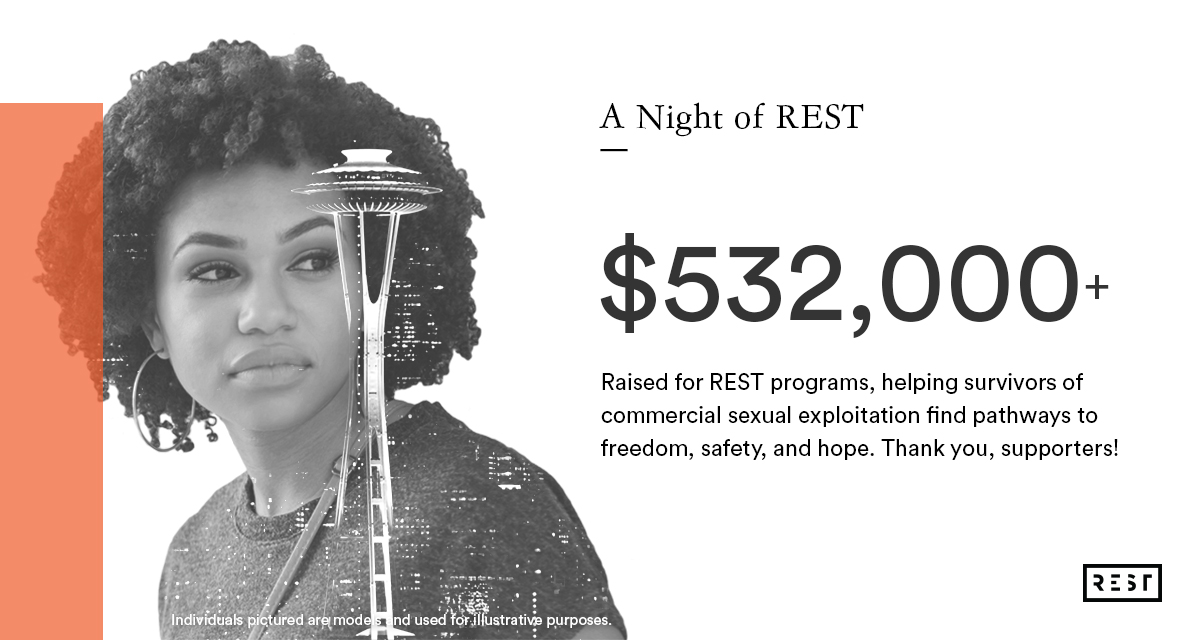 A Night of REST
$532,000+
Raised for REST programs, helping survivors of
commercial sexual exploitation find pathways to
freedom, safety, and hope. Thank you, supporters!
REST
Individuals pictured are models and used for illustrative purposes.